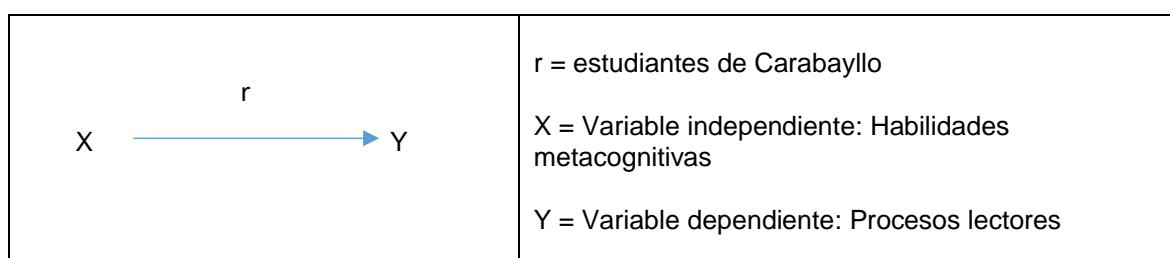 r
X
Y
r = estudiantes de Carabayllo
X = Variable independiente: Habilidades
metacognitivas
Y = Variable dependiente: Procesos lectores